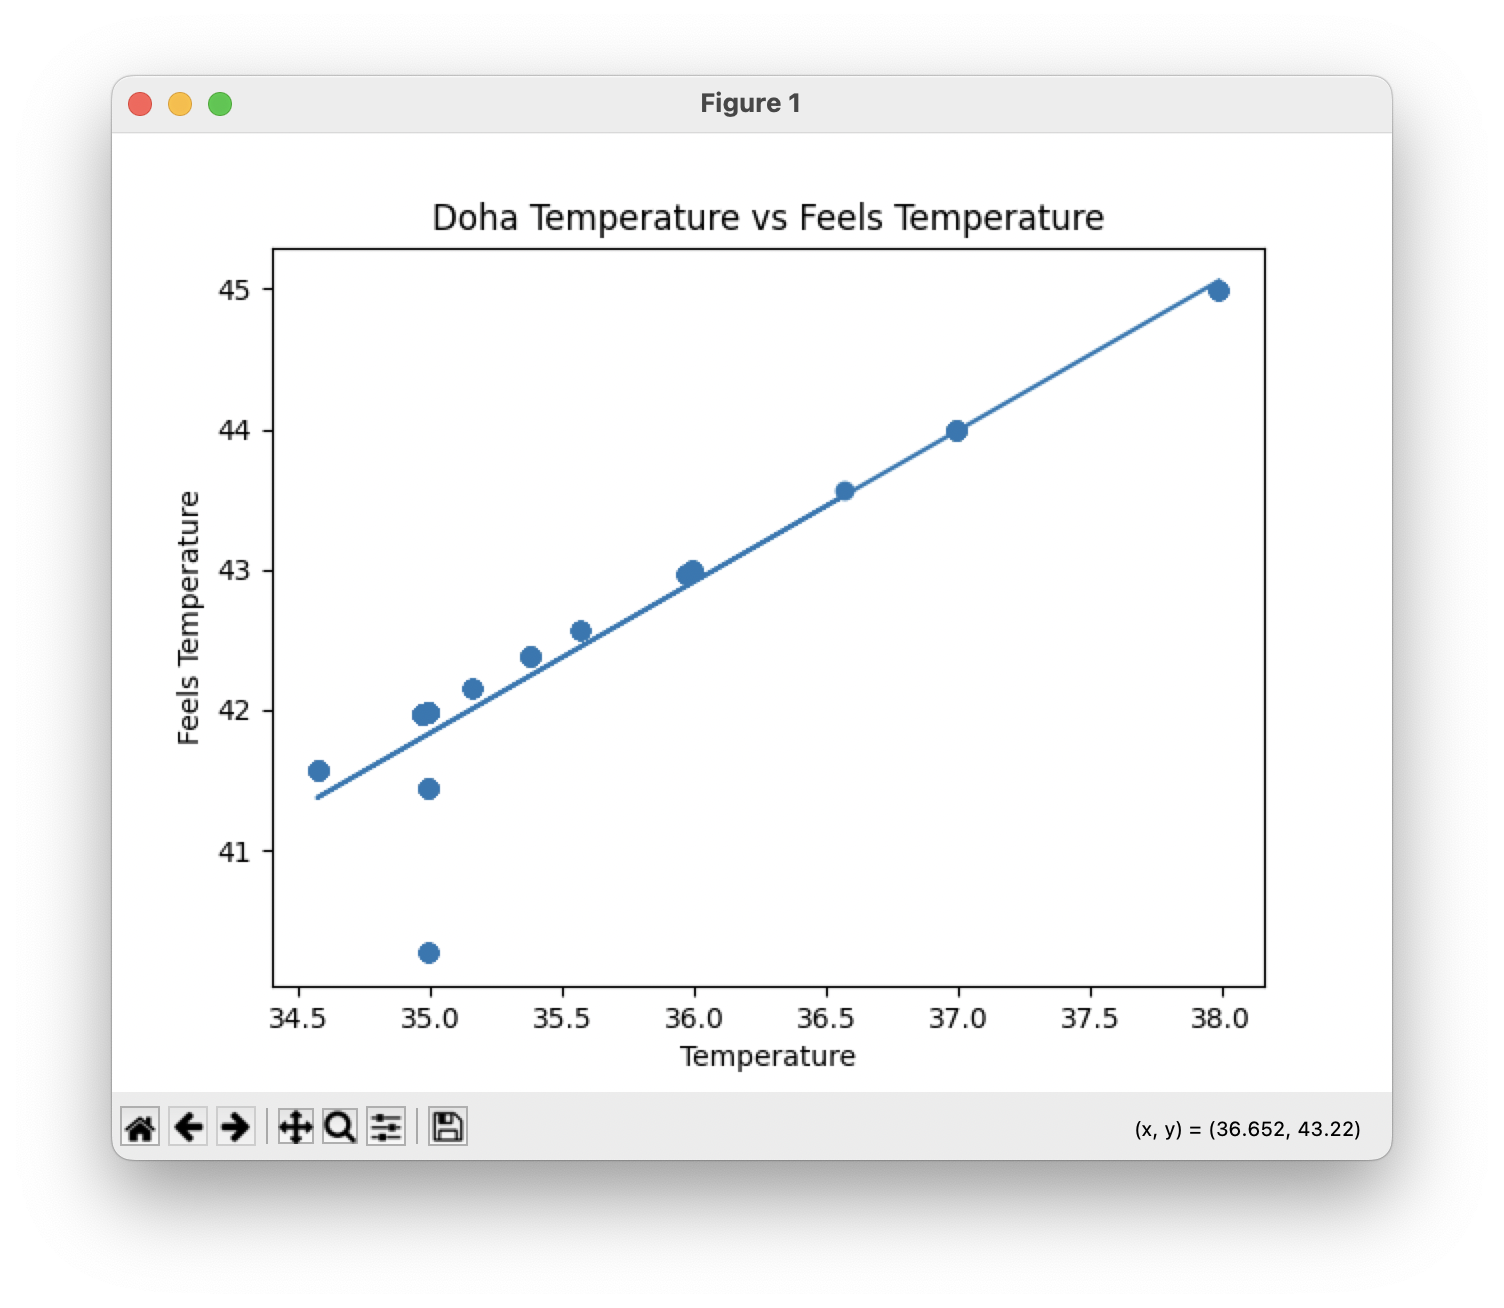 Figure 1
Doha Temperature vs Feels Temperature
45
44
43
42
41
Feels Temperature
34.5 35.0 35.5 36.0 36.5 37.0 37.5 38.0
Temperature
(x, y) = (36.652, 43.22)